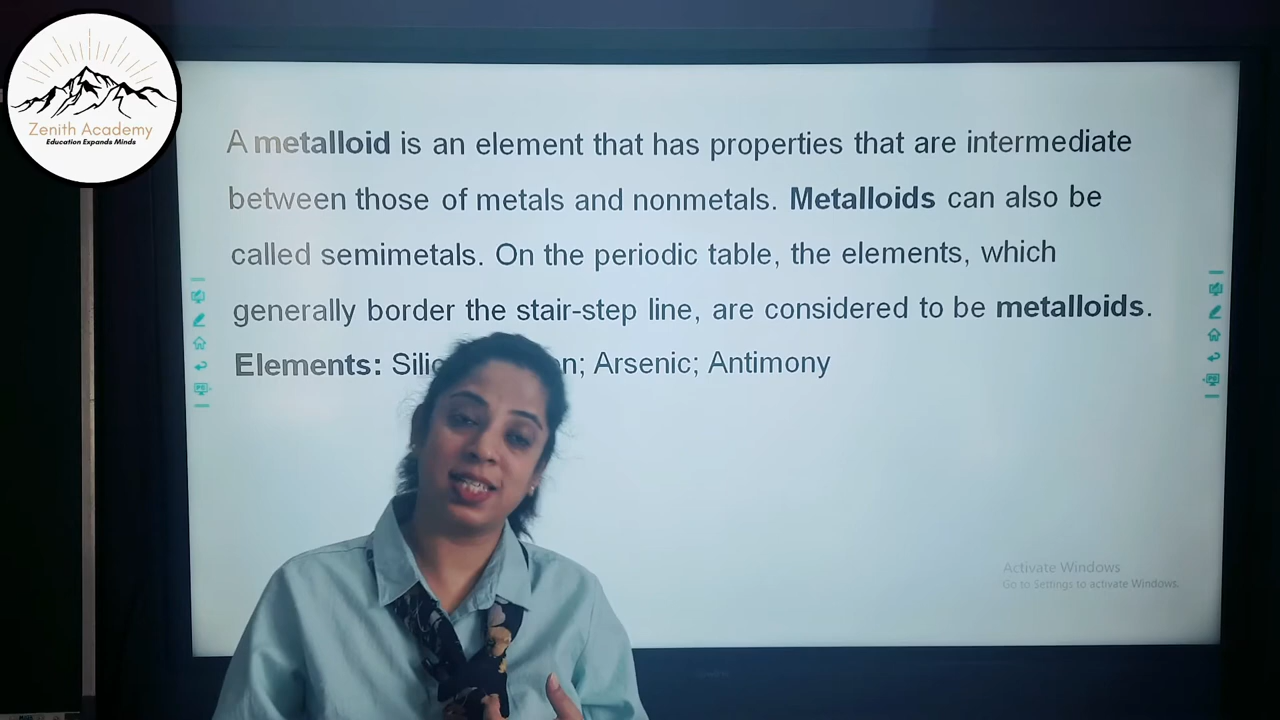 Zenith Academy
Education Expands Minds
A metalloid is an element that has properties that are intermediate
between those of metals and nonmetals. Metalloids can also be
called semimetals. On the periodic table, the elements, which
generally border the stair-step line, are considered to be metalloids.
Elements: Arsenic; Antimony
Activate Windows
Go to Settings to activate Windows.